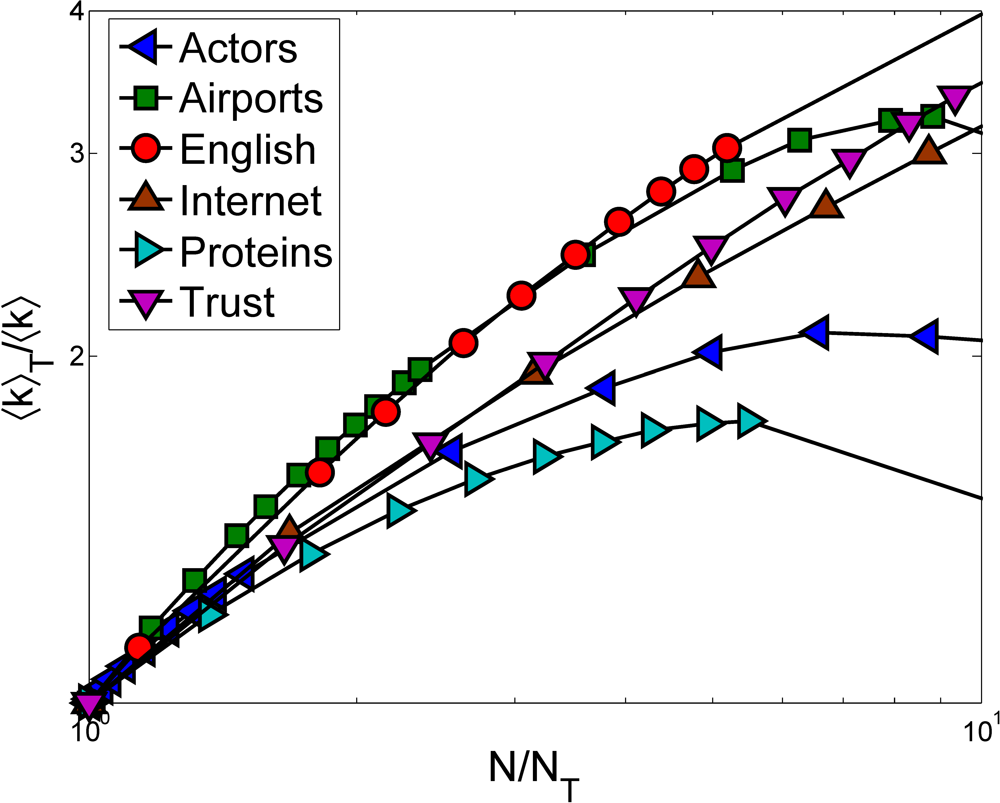 4
Actors
Airports
English
3
Internet
Proteins
Trust
⟨k⟩_T/⟨k⟩
2
10^0
10^1
N/N_T